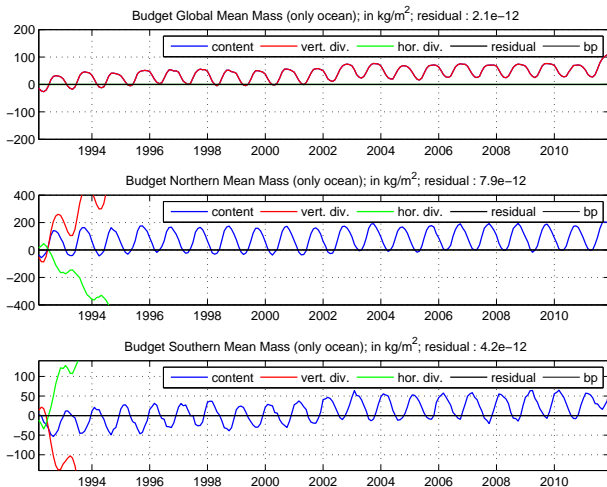 Budget Global Mean Mass (only ocean); in kg/m²; residual : 2.1e−12
content vert. div. hor. div. residual bp
200
100
0
−100
−200
1994 1996 1998 2000 2002 2004 2006 2008 2010
Budget Northern Mean Mass (only ocean); in kg/m²; residual : 7.9e−12
content vert. div. hor. div. residual bp
400
200
0
−200
−400
1994 1996 1998 2000 2002 2004 2006 2008 2010
Budget Southern Mean Mass (only ocean); in kg/m²; residual : 4.2e−12
content vert. div. hor. div. residual bp
100
50
0
−50
−100
1994 1996 1998 2000 2002 2004 2006 2008 2010